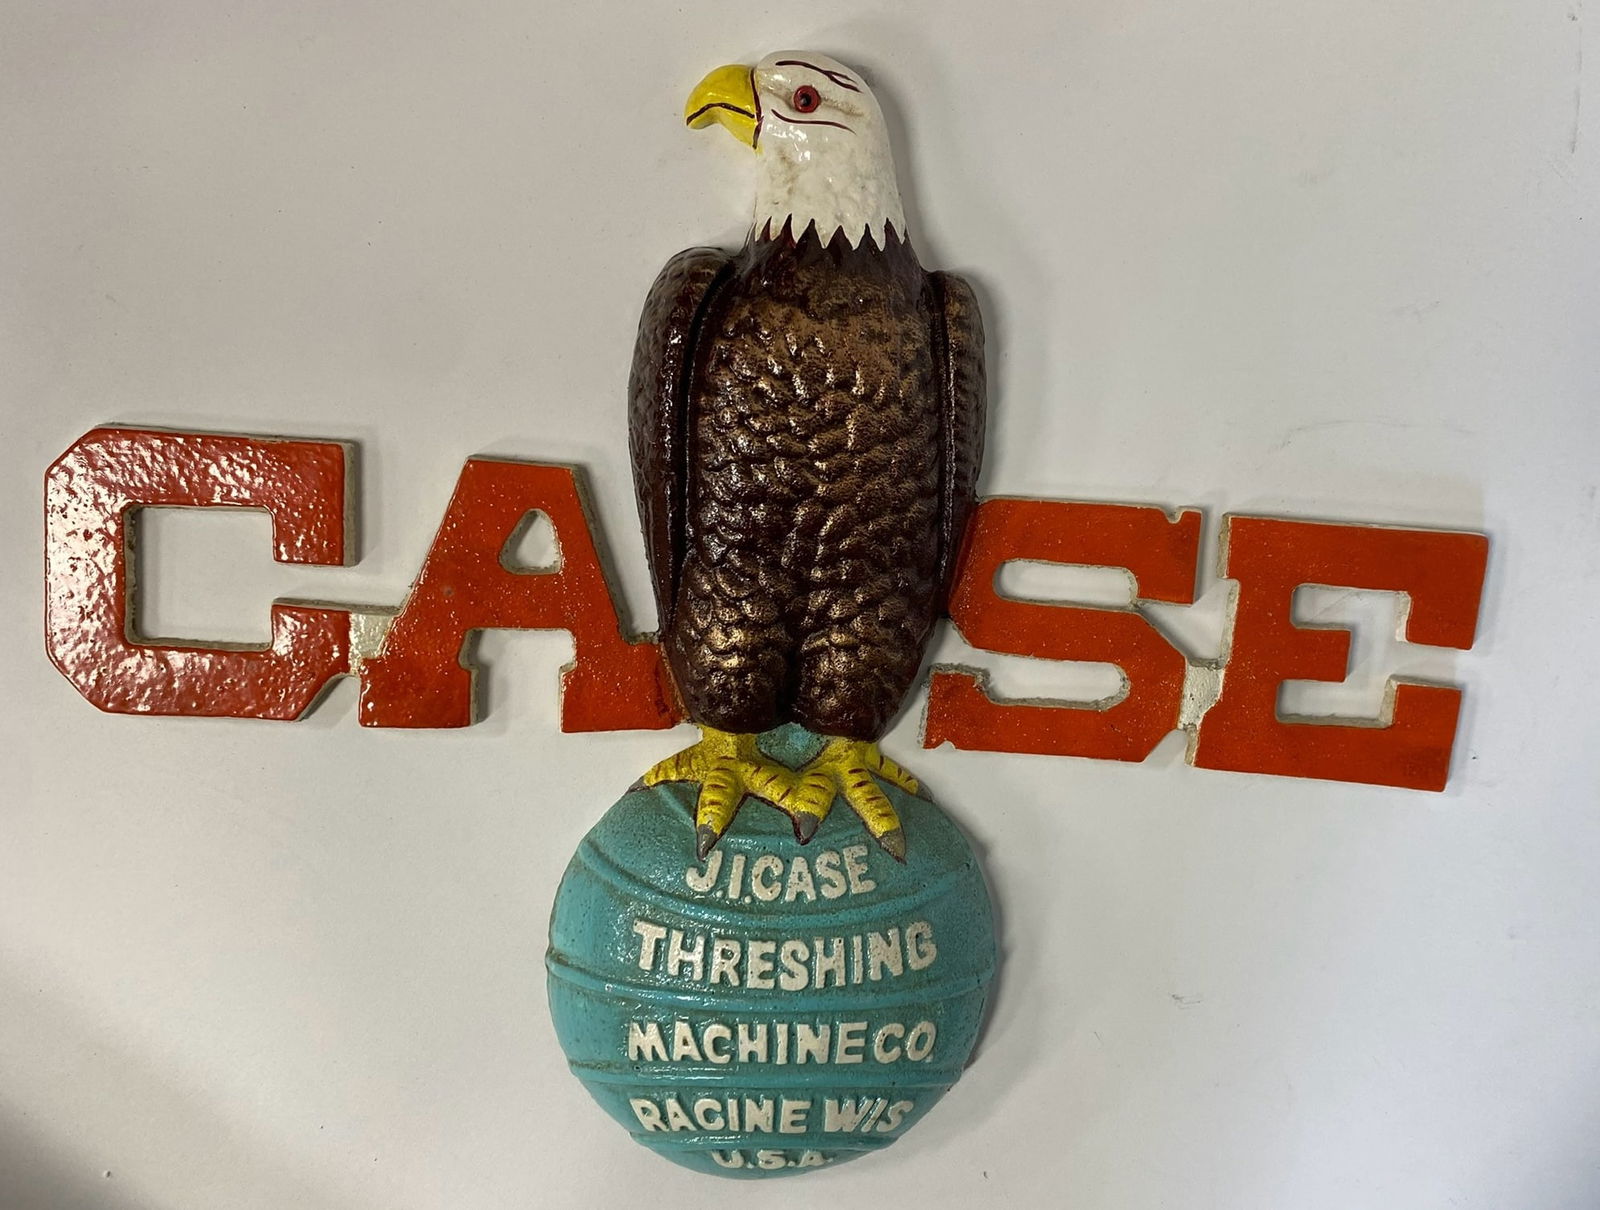 CASE
J.I.CASE
THRESHING
MACHINE CO.
RACINE WIS
U.S.A.